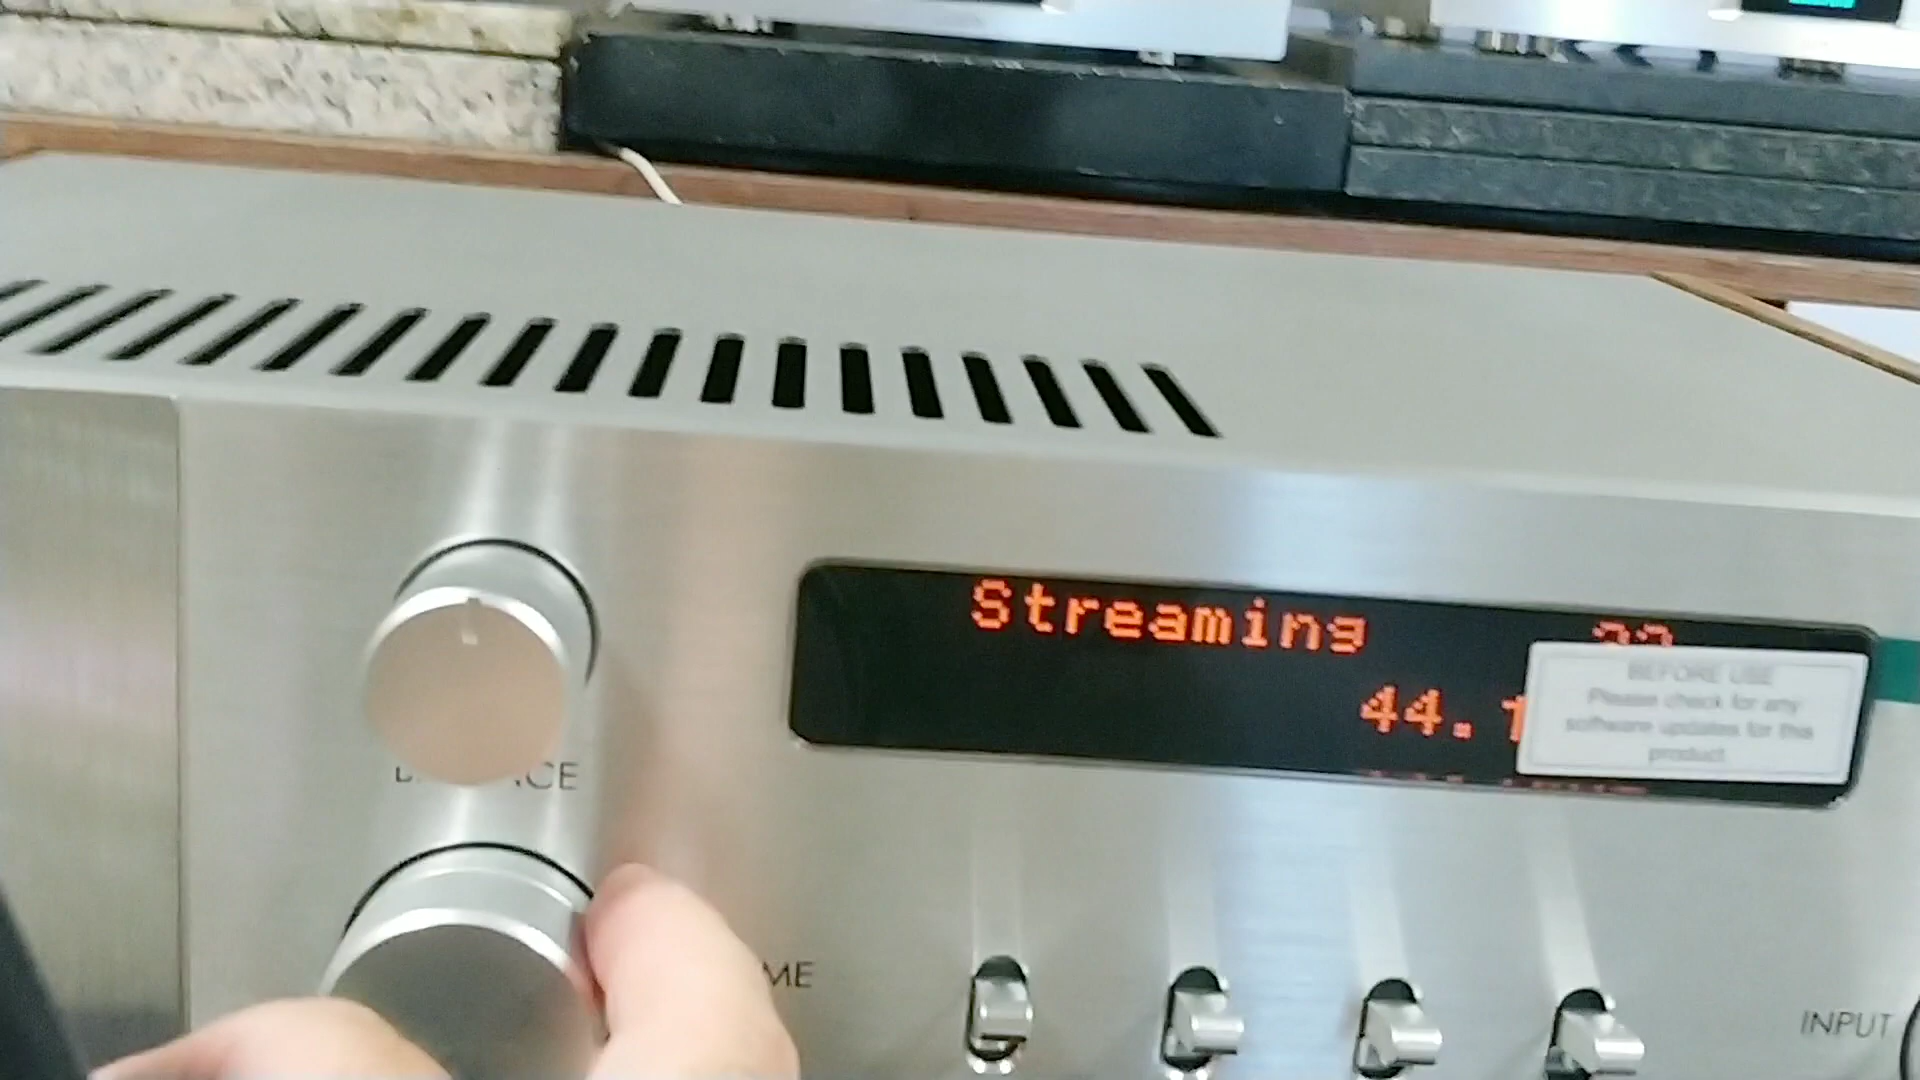 Streaming
44.1
BEFORE USE
Please check for any
software updates for this
product
INPUT